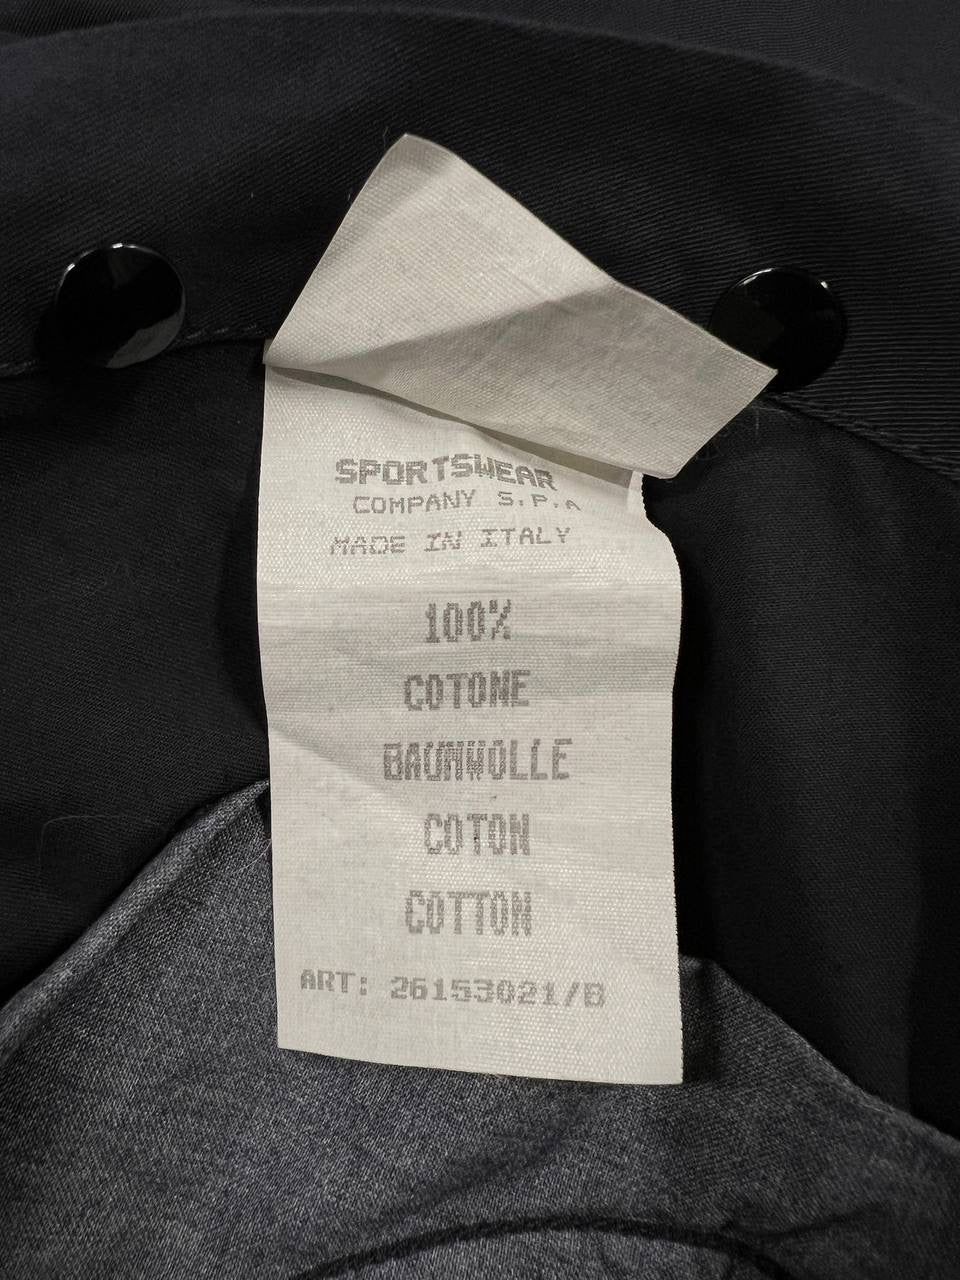 SPORTSWEAR
COMPANY S.P.A
MADE IN ITALY
100%
COTONE
BAUMWOLLE
COTON
COTTON
ART: 26153021/B